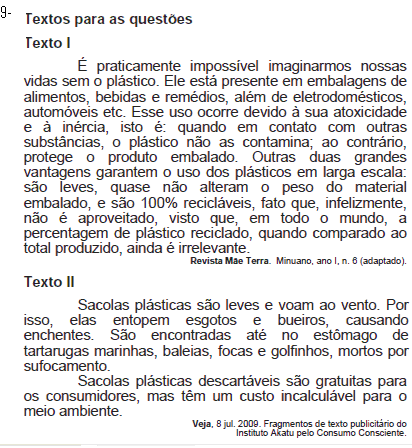 9- Textos para as questões
Texto I
É praticamente impossível imaginarmos nossas
vidas sem o plástico. Ele está presente em embalagens de
alimentos, bebidas e remédios, além de eletrodomésticos,
automóveis etc. Esse uso ocorre devido à sua atoxicidade
e à inércia, isto é: quando em contato com outras
substâncias, o plástico não as contamina; ao contrário,
protege o produto embalado. Outras duas grandes
vantagens garantem o uso dos plásticos em larga escala:
são leves, quase não alteram o peso do material
embalado, e são 100% recicláveis, fato que, infelizmente,
não é aproveitado, visto que, em todo o mundo, a
percentagem de plástico reciclado, quando comparado ao
total produzido, ainda é irrelevante.
Revista Mãe Terra. Minuano, ano I, n. 6 (adaptado).
Texto II
Sacolas plásticas são leves e voam ao vento. Por
isso, elas entopem esgotos e bueiros, causando
enchentes. São encontradas até no estômago de
tartarugas marinhas, baleias, focas e golfinhos, mortos por
sufocamento.
Sacolas plásticas descartáveis são gratuitas para
os consumidores, mas têm um custo incalculável para o
meio ambiente.
Veja, 8 jul. 2009. Fragmentos de texto publicitário do
Instituto Akatu pelo Consumo Consciente.